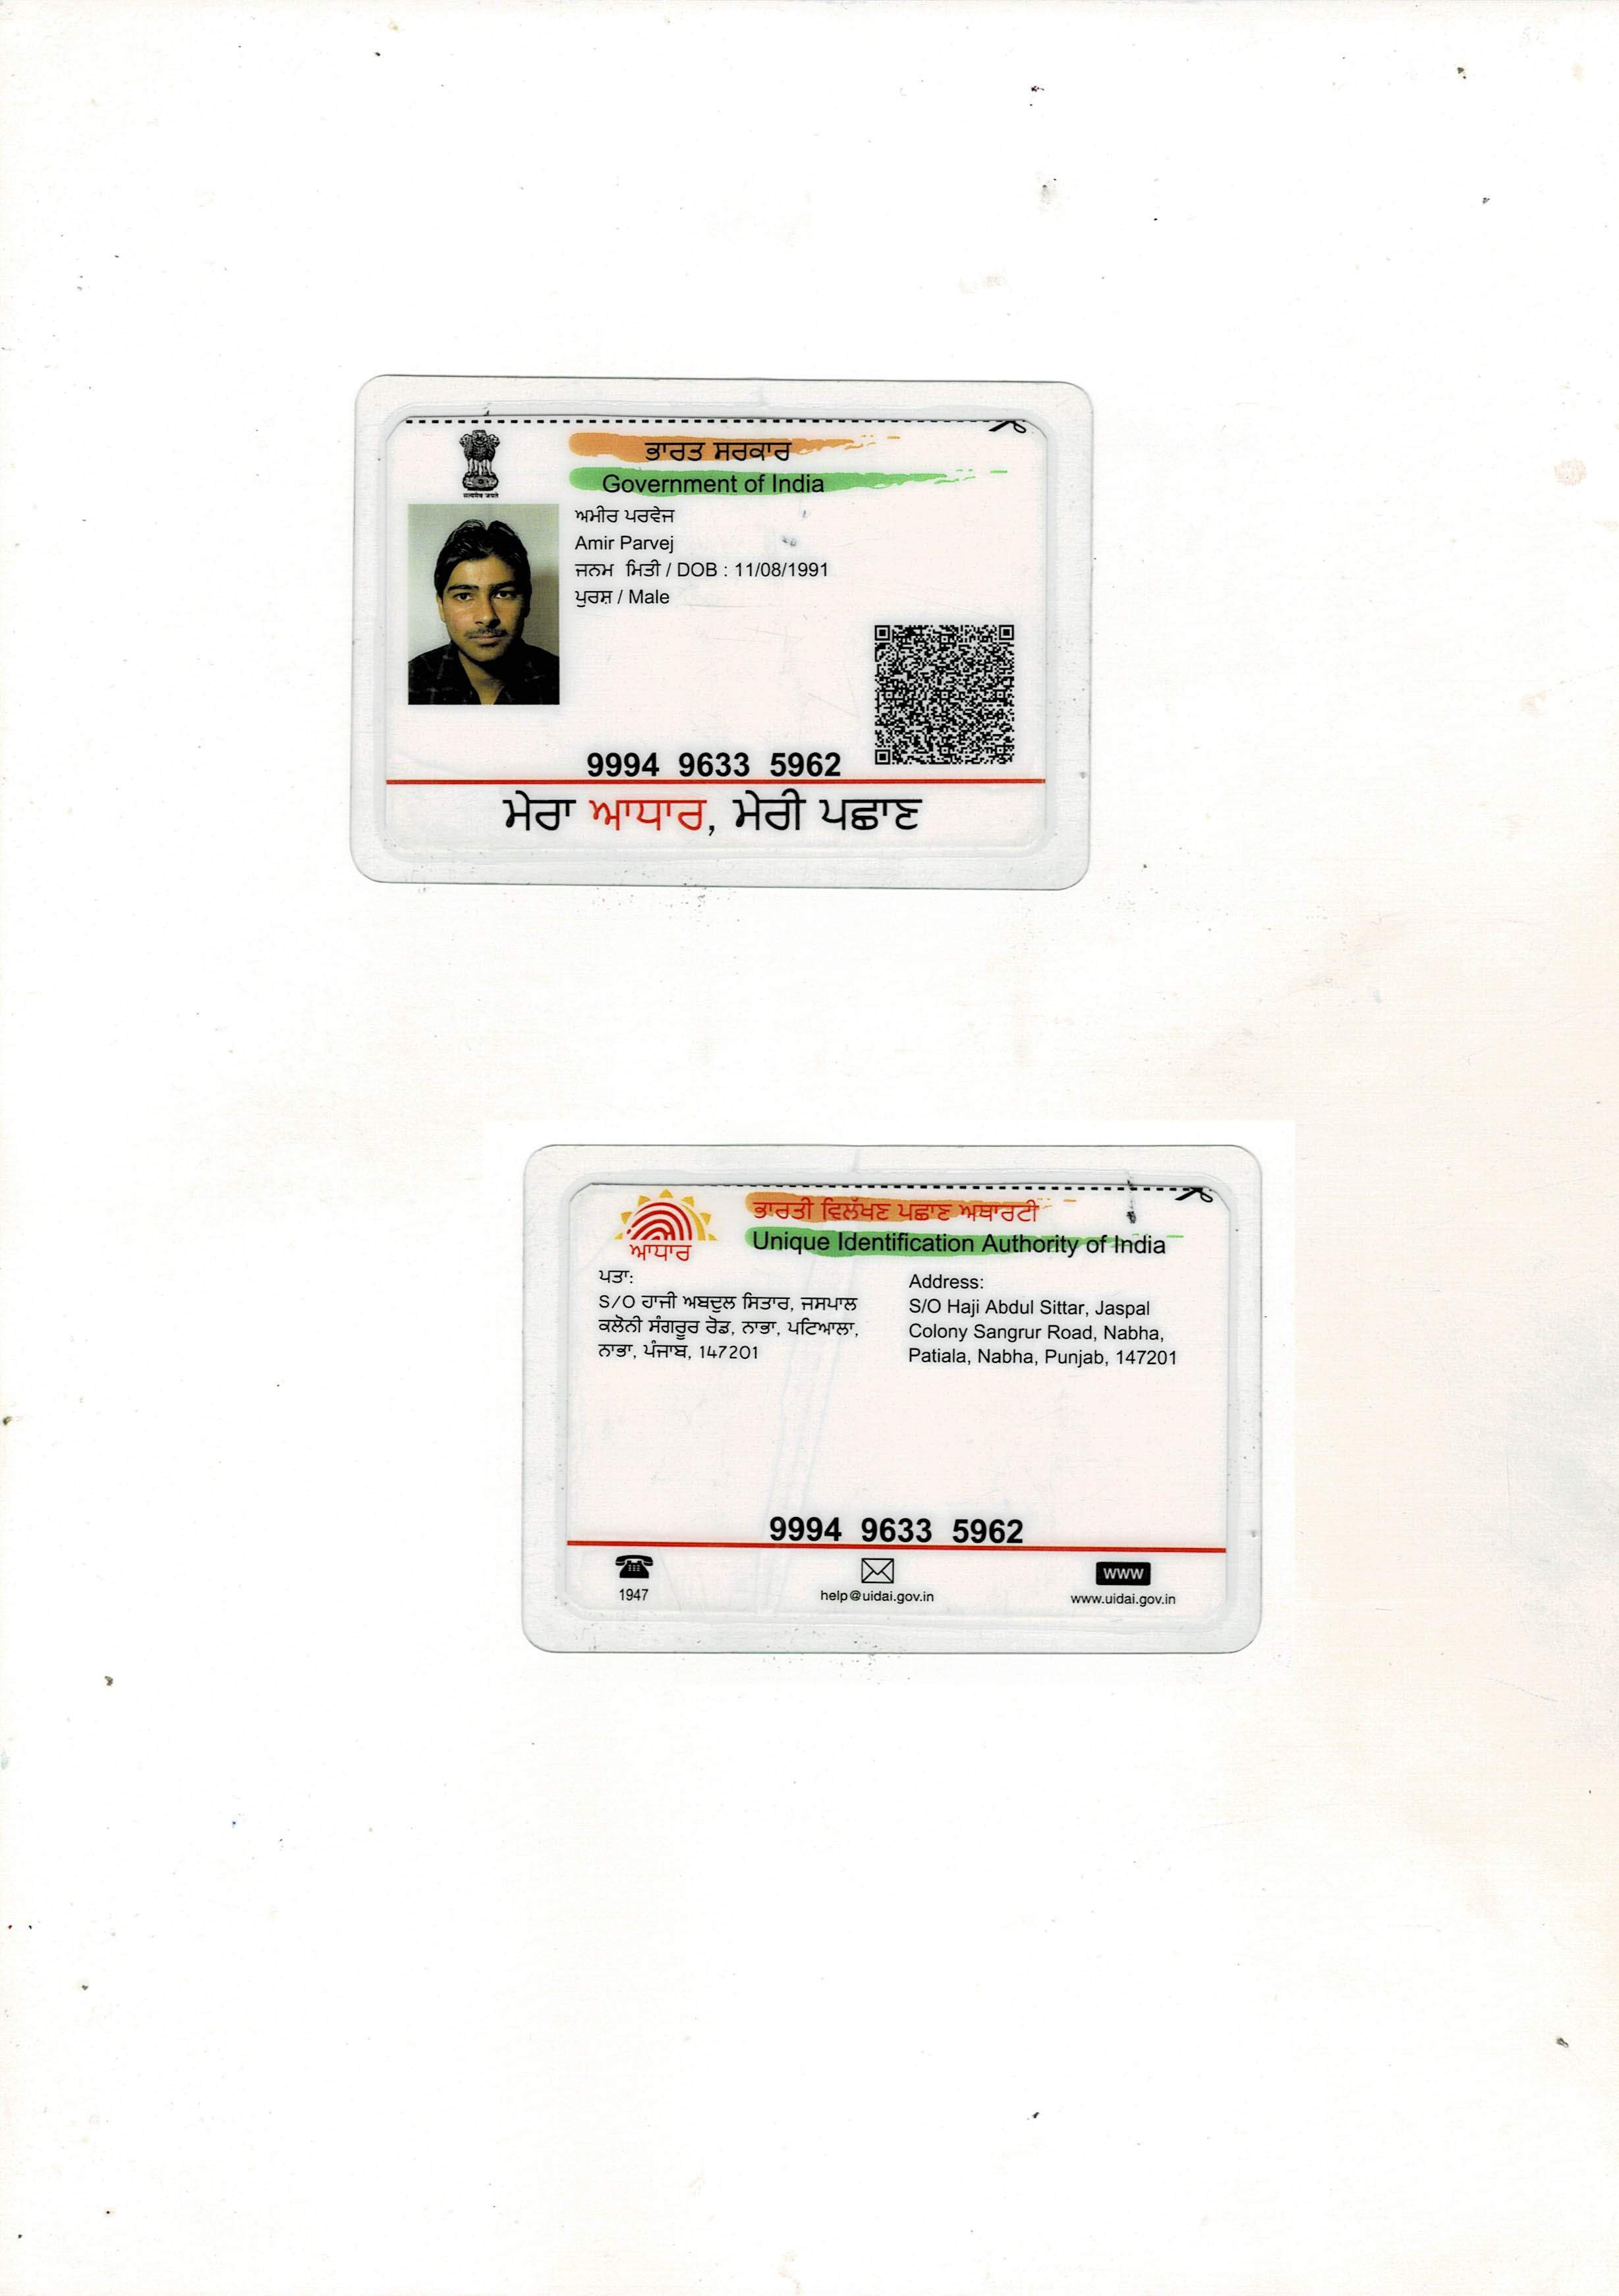 ਭਾਰਤ ਸਰਕਾਰ
Government of India
सत्यमेव जयते
ਅਮੀਰ ਪਰਵੇਜ
Amir Parvej
ਜਨਮ ਮਿਤੀ / DOB : 11/08/1991
ਪੁਰਸ਼ / Male
9994 9633 5962
ਮੇਰਾ ਆਧਾਰ, ਮੇਰੀ ਪਛਾਣ
ਭਾਰਤੀ ਵਿਲੱਖਣ ਪਛਾਣ ਅਥਾਰਟੀ
Unique Identification Authority of India
ਆਧਾਰ
ਪਤਾ:
S/O ਹਾਜੀ ਅਬਦੁਲ ਸਿਤਾਰ, ਜਸਪਾਲ
ਕਲੋਨੀ ਸੰਗਰੂਰ ਰੋਡ, ਨਾਭਾ, ਪਟਿਆਲਾ,
ਨਾਭਾ, ਪੰਜਾਬ, 147201
Address:
S/O Haji Abdul Sittar, Jaspal
Colony Sangrur Road, Nabha,
Patiala, Nabha, Punjab, 147201
9994 9633 5962
1947
help@uidai.gov.in
WWW
www.uidai.gov.in